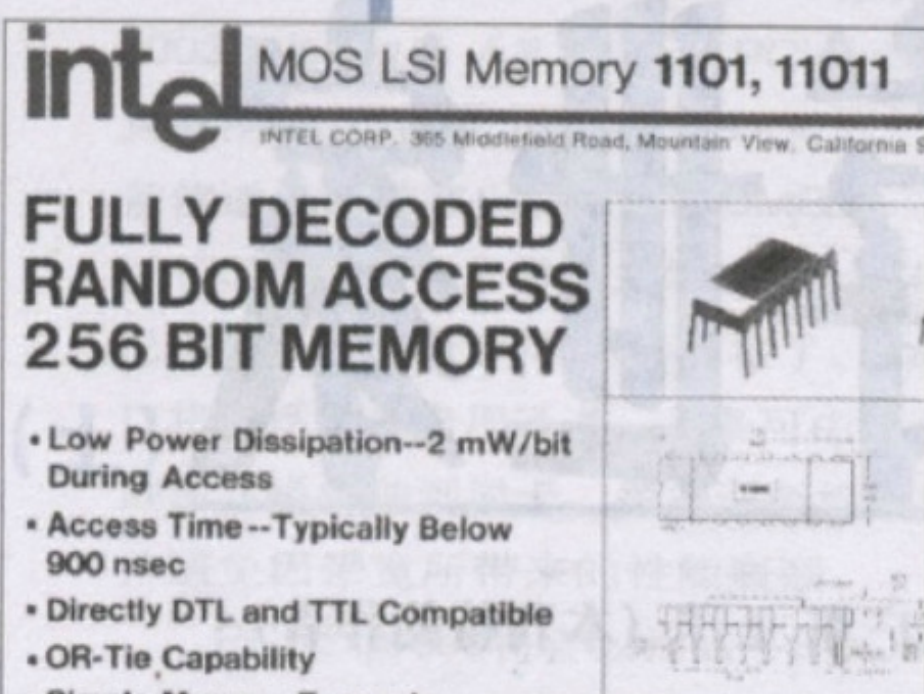 intel
MOS LSI Memory 1101, 11011
INTEL CORP. 365 Middlefield Road, Mountain View, California
FULLY DECODED
RANDOM ACCESS
256 BIT MEMORY
• Low Power Dissipation--2 mW/bit
During Access
• Access Time--Typically Below
900 nsec
• Directly DTL and TTL Compatible
• OR-Tie Capability